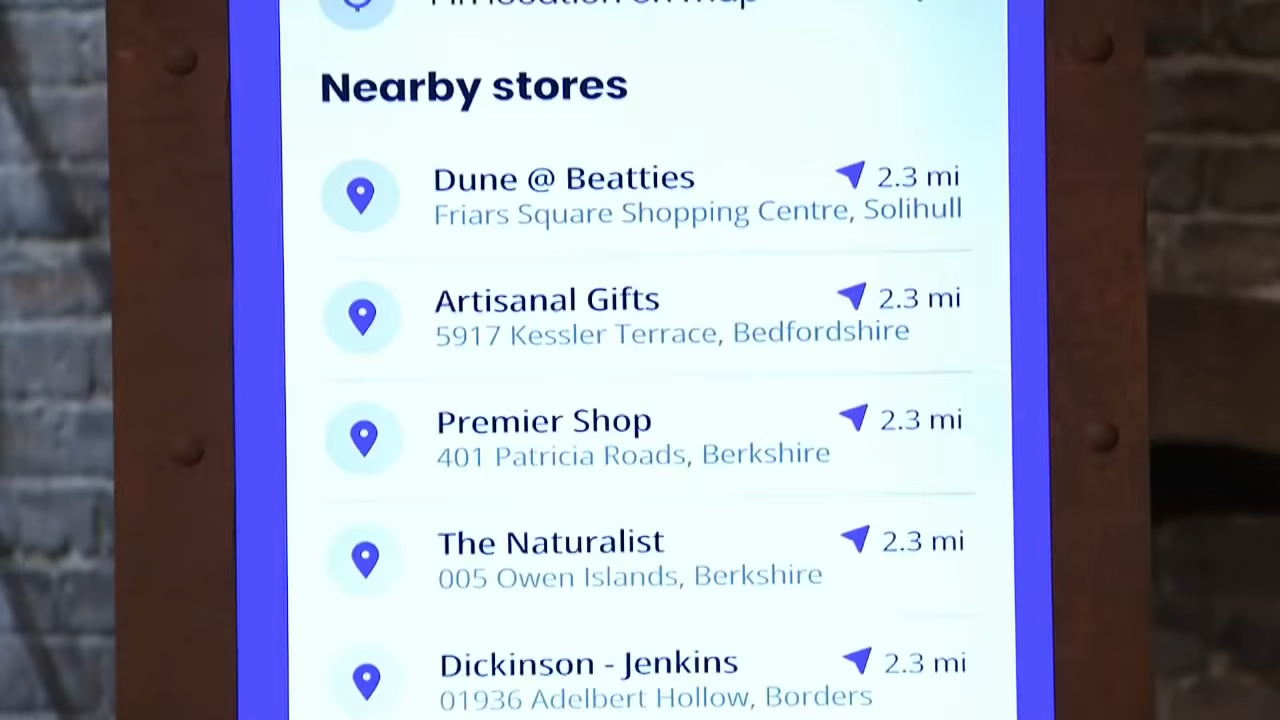 Nearby stores
Dune @ Beatties
2.3 mi
Friars Square Shopping Centre, Solihull
Artisanal Gifts
2.3 mi
5917 Kessler Terrace, Bedfordshire
Premier Shop
2.3 mi
401 Patricia Roads, Berkshire
The Naturalist
2.3 mi
005 Owen Islands, Berkshire
Dickinson - Jenkins
2.3 mi
01936 Adelbert Hollow, Borders